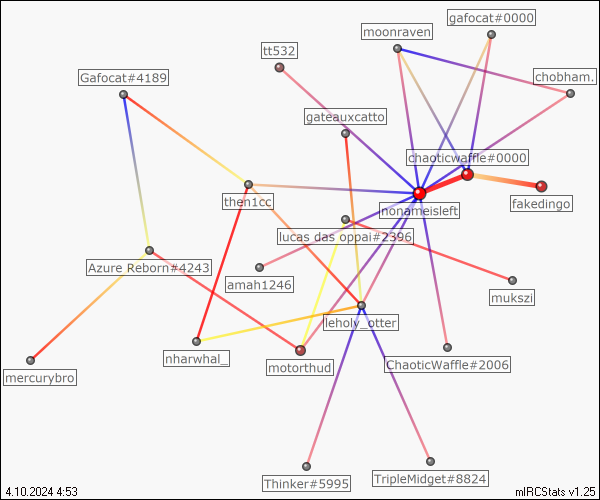 gafocat#0000
moonraven
tt532
Gafocat#4189
chobham.
gateauxcatto
chaoticwaffle#0000
then1cc
fakedingo
nonameisleft
lucas das oppai#2396
Azure Reborn#4243
amah1246
mukszi
leholy_otter
nharwhal_
motorthud
ChaoticWaffle#2006
mercurybro
Thinker#5995
TripleMidget#8824
4.10.2024 4:53
mIRCStats v1.25